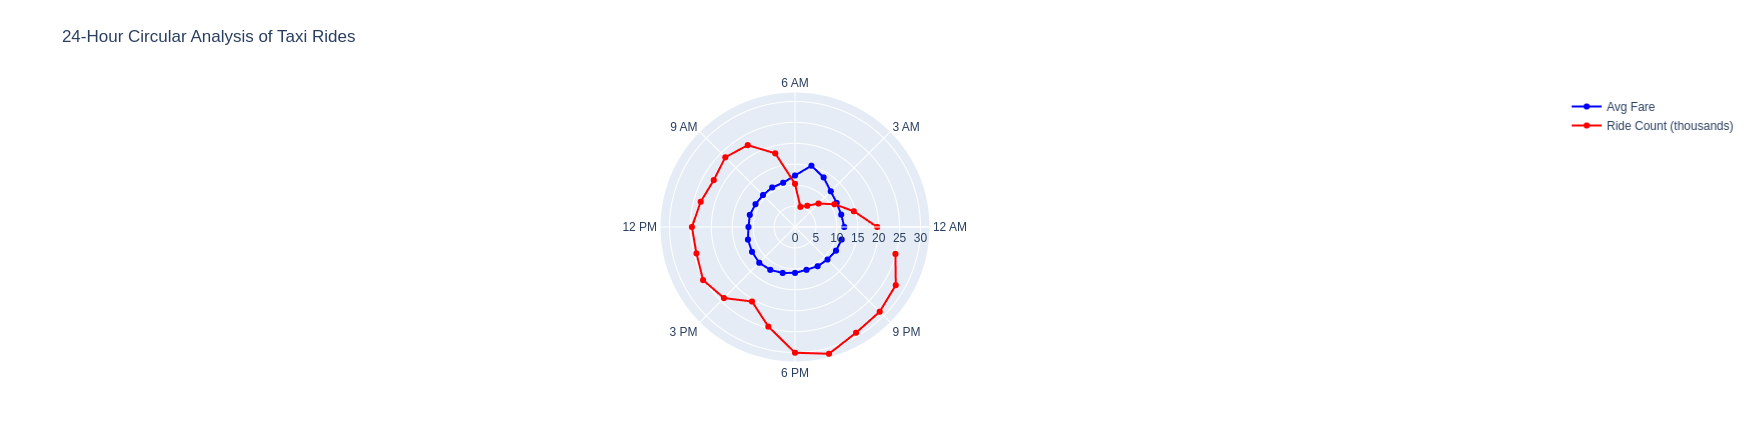 24-Hour Circular Analysis of Taxi Rides
6 AM
9 AM
3 AM
12 PM
12 AM
0 5 10 15 20 25 30
3 PM
9 PM
6 PM
Avg Fare
Ride Count (thousands)